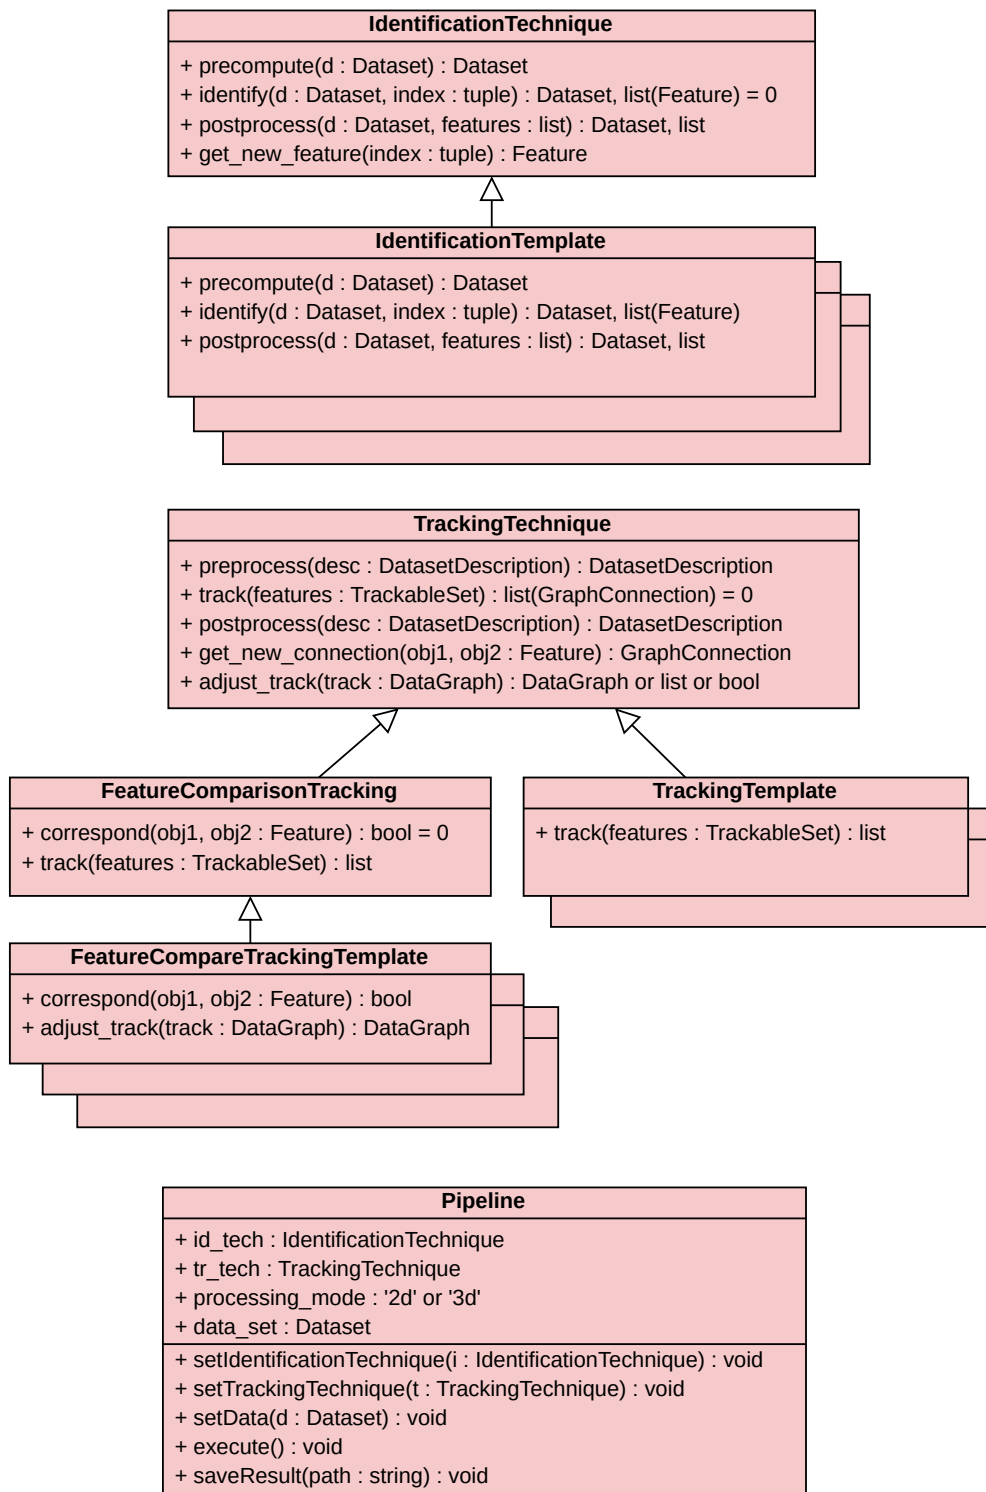 IdentificationTechnique
+ precompute(d : Dataset) : Dataset
+ identify(d : Dataset, index : tuple) : Dataset, list(Feature) = 0
+ postprocess(d : Dataset, features : list) : Dataset, list
+ get_new_feature(index : tuple) : Feature
IdentificationTemplate
+ precompute(d : Dataset) : Dataset
+ identify(d : Dataset, index : tuple) : Dataset, list(Feature)
+ postprocess(d : Dataset, features : list) : Dataset, list
TrackingTechnique
+ preprocess(desc : DatasetDescription) : DatasetDescription
+ track(features : TrackableSet) : list(GraphConnection) = 0
+ postprocess(desc : DatasetDescription) : DatasetDescription
+ get_new_connection(obj1, obj2 : Feature) : GraphConnection
+ adjust_track(track : DataGraph) : DataGraph or list or bool
FeatureComparisonTracking
+ correspond(obj1, obj2 : Feature) : bool = 0
+ track(features : TrackableSet) : list
TrackingTemplate
+ track(features : TrackableSet) : list
FeatureCompareTrackingTemplate
+ correspond(obj1, obj2 : Feature) : bool
+ adjust_track(track : DataGraph) : DataGraph
Pipeline
+ id_tech : IdentificationTechnique
+ tr_tech : TrackingTechnique
+ processing_mode : '2d' or '3d'
+ data_set : Dataset
+ setIdentificationTechnique(i : IdentificationTechnique) : void
+ setTrackingTechnique(t : TrackingTechnique) : void
+ setData(d : Dataset) : void
+ execute() : void
+ saveResult(path : string) : void